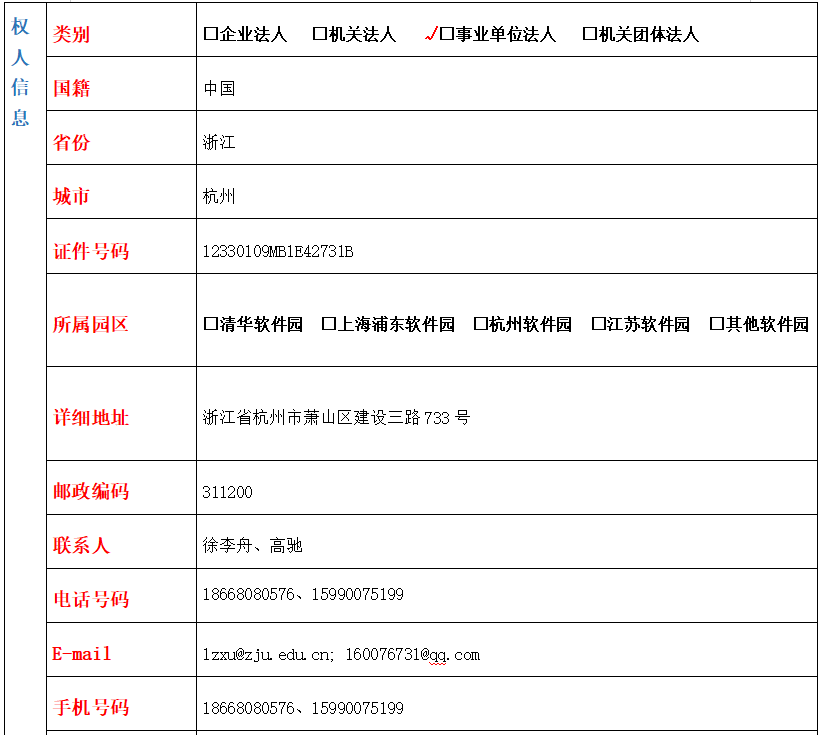 权人信息
类别 □企业法人 □机关法人 ✓□事业单位法人 □机关团体法人
国籍 中国
省份 浙江
城市 杭州
证件号码 12330109MB1E42731B
所属园区 □清华软件园 □上海浦东软件园 □杭州软件园 □江苏软件园 □其他软件园
详细地址 浙江省杭州市萧山区建设三路 733 号
邮政编码 311200
联系人 徐李舟、高驰
电话号码 18668080576、15990075199
E-mail lzxu@zju.edu.cn; 160076731@qq.com
手机号码 18668080576、15990075199